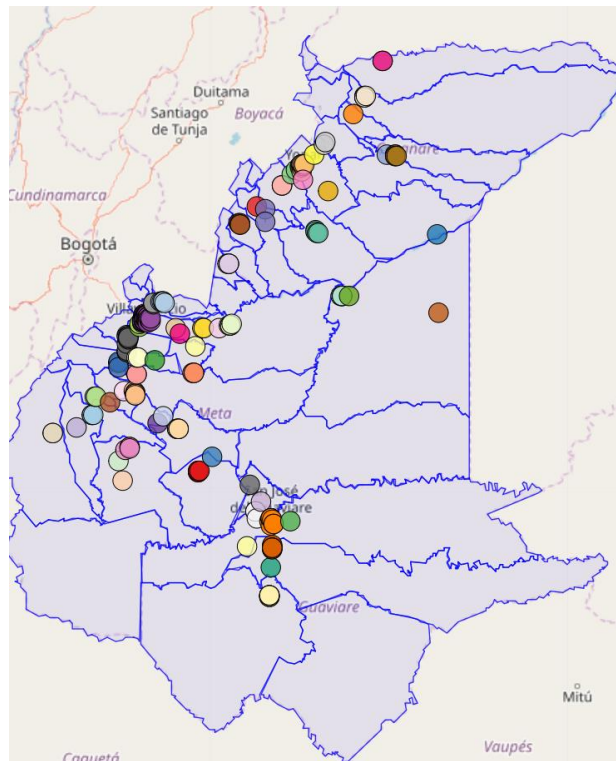 Duitama
Santiago
de Tunja
Boyacá
Cundinamarca
Bogotá
Meta
Guaviare
Mitú
Vaupés
Caquetá